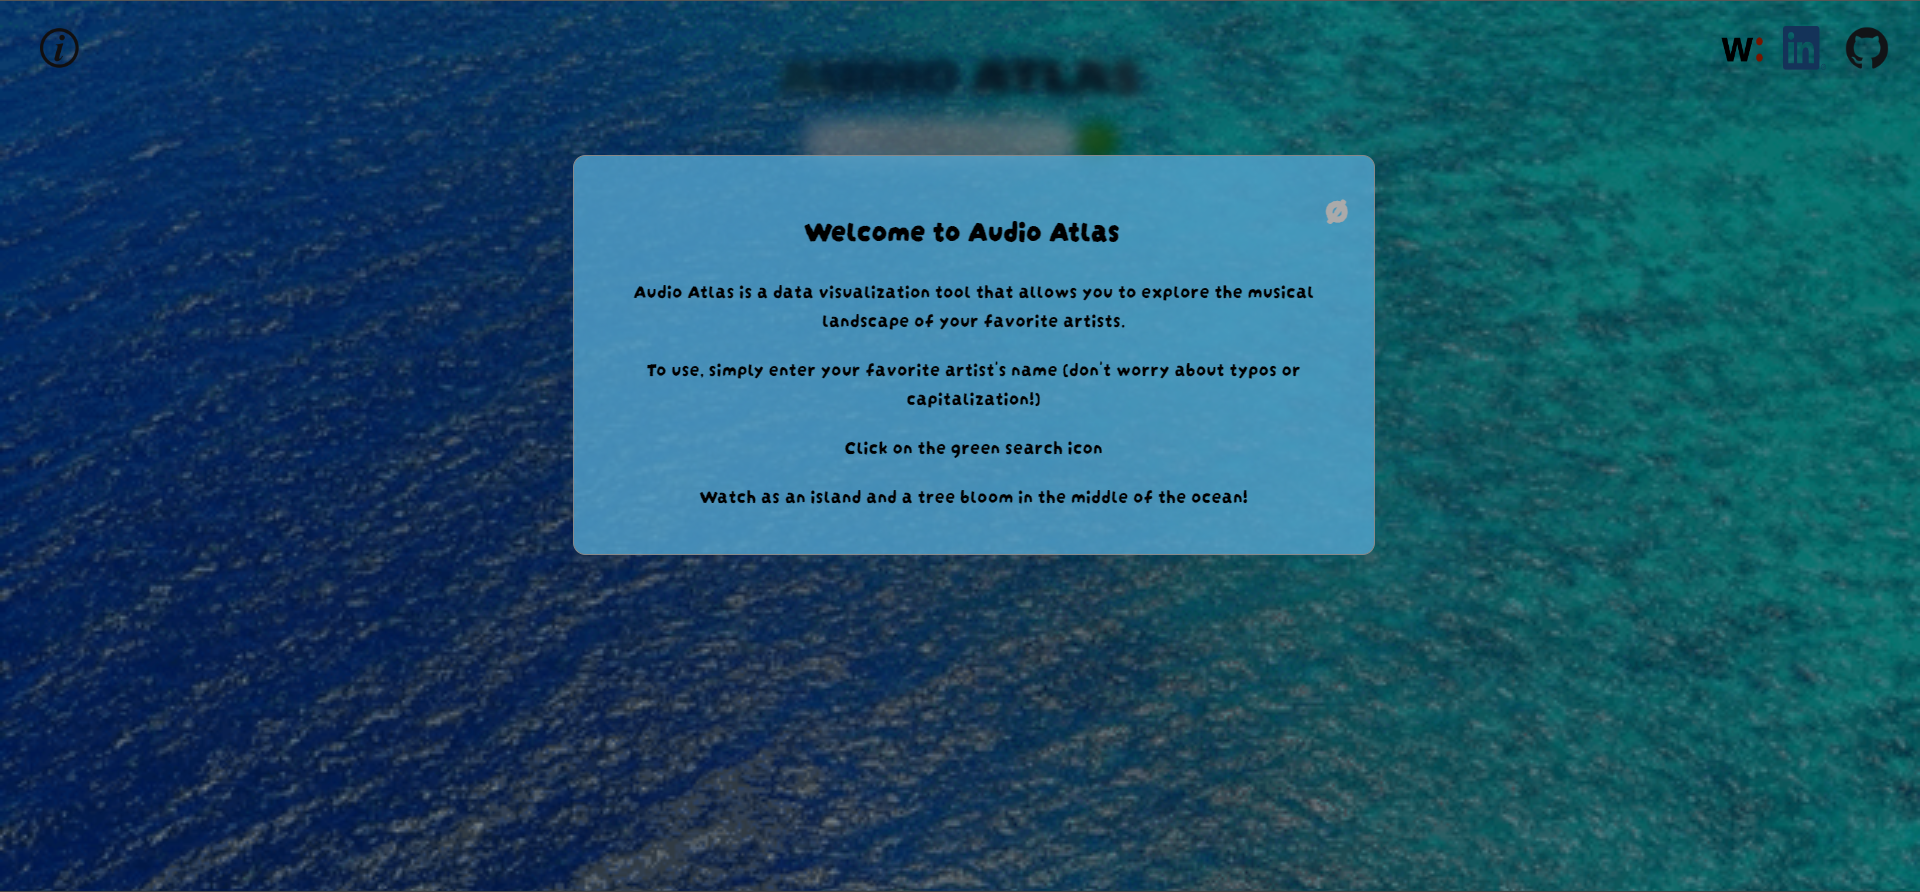 i
W:
in
AUDIO ATLAS
Welcome to Audio Atlas
Audio Atlas is a data visualization tool that allows you to explore the musical
landscape of your favorite artists.
To use, simply enter your favorite artist's name (don't worry about typos or
capitalization!)
Click on the green search icon
Watch as an island and a tree bloom in the middle of the ocean!